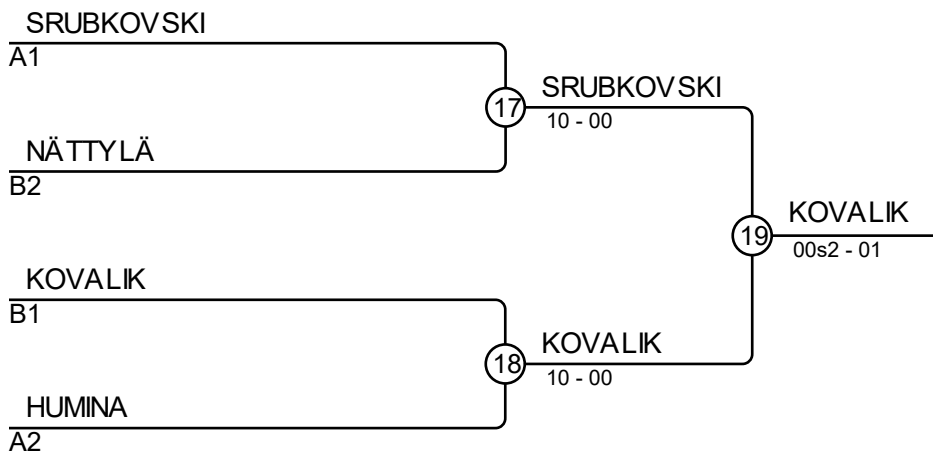 SRUBKOVSKI
A1
17
SRUBKOVSKI
10 - 00
NÄTTYLÄ
B2
19
KOVALIK
00s2 - 01
KOVALIK
B1
18
KOVALIK
10 - 00
HUMINA
A2